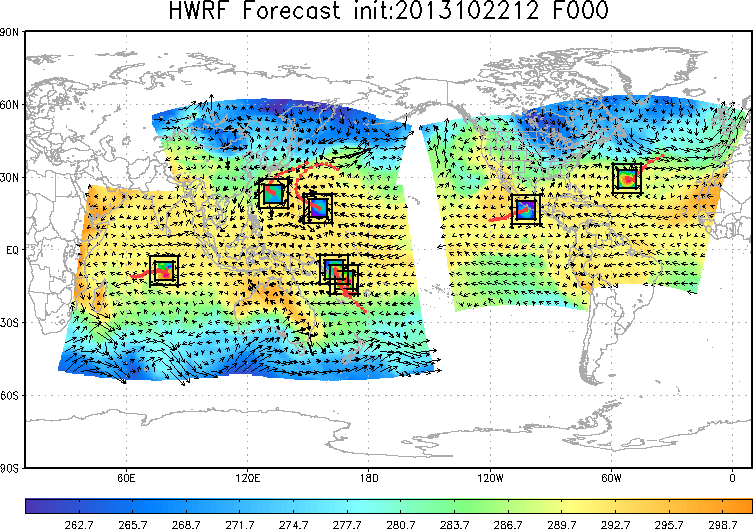 HWRF Forecast init:2013102212 F000
90N
60N
30N
EQ
30S
60S
90S
60E 120E 180 120W 60W 0
262.7 265.7 268.7 271.7 274.7 277.7 280.7 283.7 286.7 289.7 292.7 295.7 298.7